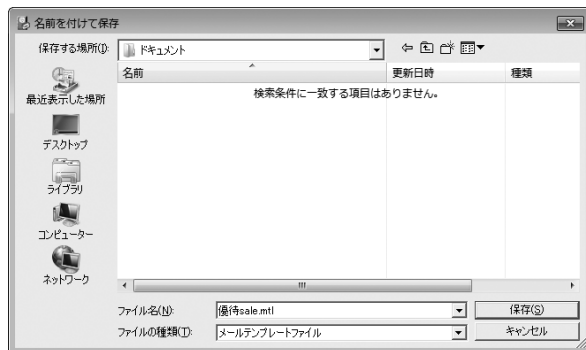 名前を付けて保存
保存する場所(I):
ドキュメント
名前
更新日時
種類
検索条件に一致する項目はありません。
最近表示した場所
デスクトップ
ライブラリ
コンピューター
ネットワーク
ファイル名(N):
優待sale.mtl
保存(S)
ファイルの種類(T):
メールテンプレートファイル
キャンセル